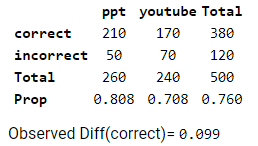 ppt youtube Total
correct 210 170 380
incorrect 50 70 120
Total 260 240 500
Prop 0.808 0.708 0.760
Observed Diff(correct)= 0.099